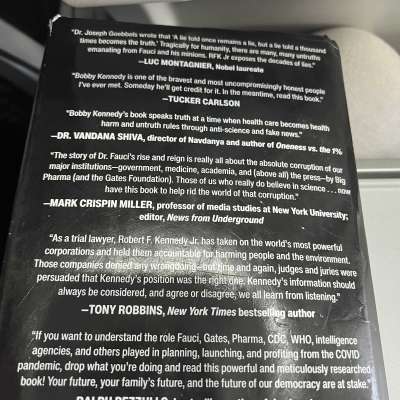 "Dr. Joseph Goebbels wrote that 'A lie told once remains a lie, but a lie told a thousand
times becomes the truth.' Tragically for humanity, there are many, many untruths
emanating from Fauci and his minions. RFK Jr exposes the decades of lies."
—LUC MONTAGNIER, Nobel laureate
"Bobby Kennedy is one of the bravest and most uncompromisingly honest people
I've ever met. Someday he'll get credit for it. In the meantime, read this book."
—TUCKER CARLSON
"Bobby Kennedy's book speaks truth at a time when health care becomes health
harm and untruth rules through anti-science and fake news."
—DR. VANDANA SHIVA, director of Navdanya and author of Oneness vs. the 1%
"The story of Dr. Fauci's rise and reign is really all about the absolute corruption of our
major institutions—government, medicine, academia, and (above all) the press—by Big
Pharma (and the Gates Foundation). Those of us who really do believe in science . . . now
have this book to help rid the world of that corruption."
—MARK CRISPIN MILLER, professor of media studies at New York University;
editor, News from Underground
"As a trial lawyer, Robert F. Kennedy Jr. has taken on the world's most powerful
corporations and held them accountable for harming people and the environment.
Those companies denied any wrongdoing—but time and again, judges and juries were
persuaded that Kennedy's position was the right one. Kennedy's information should
always be considered, and agree or disagree, we all learn from listening."
—TONY ROBBINS, New York Times bestselling author
"If you want to understand the role Fauci, Gates, Pharma, CDC, WHO, intelligence
agencies, and others played in planning, launching, and profiting from the COVID
pandemic, drop what you're doing and read this powerful and meticulously researched
book! Your future, your family's future, and the future of our democracy are at stake."